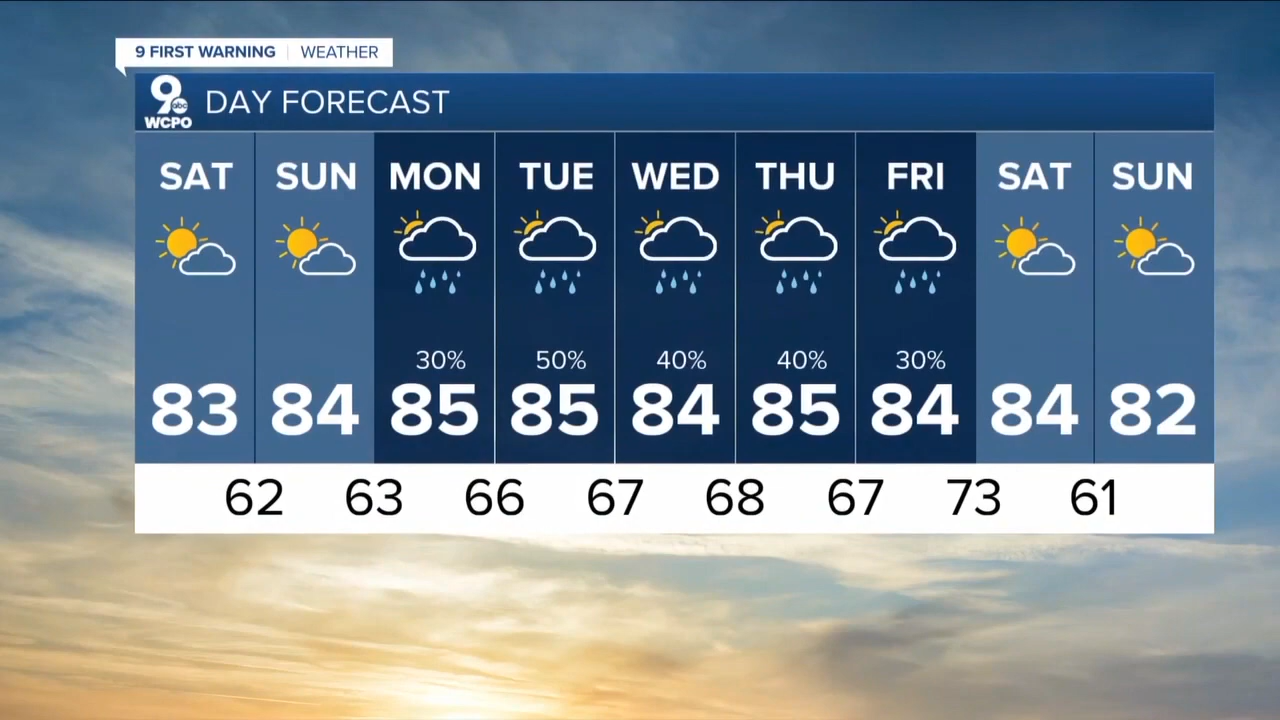 9 FIRST WARNING | WEATHER
9 abc
WCPO
DAY FORECAST
SAT SUN MON TUE WED THU FRI SAT SUN
30% 50% 40% 40% 30%
83 84 85 85 84 85 84 84 82
62 63 66 67 68 67 73 61